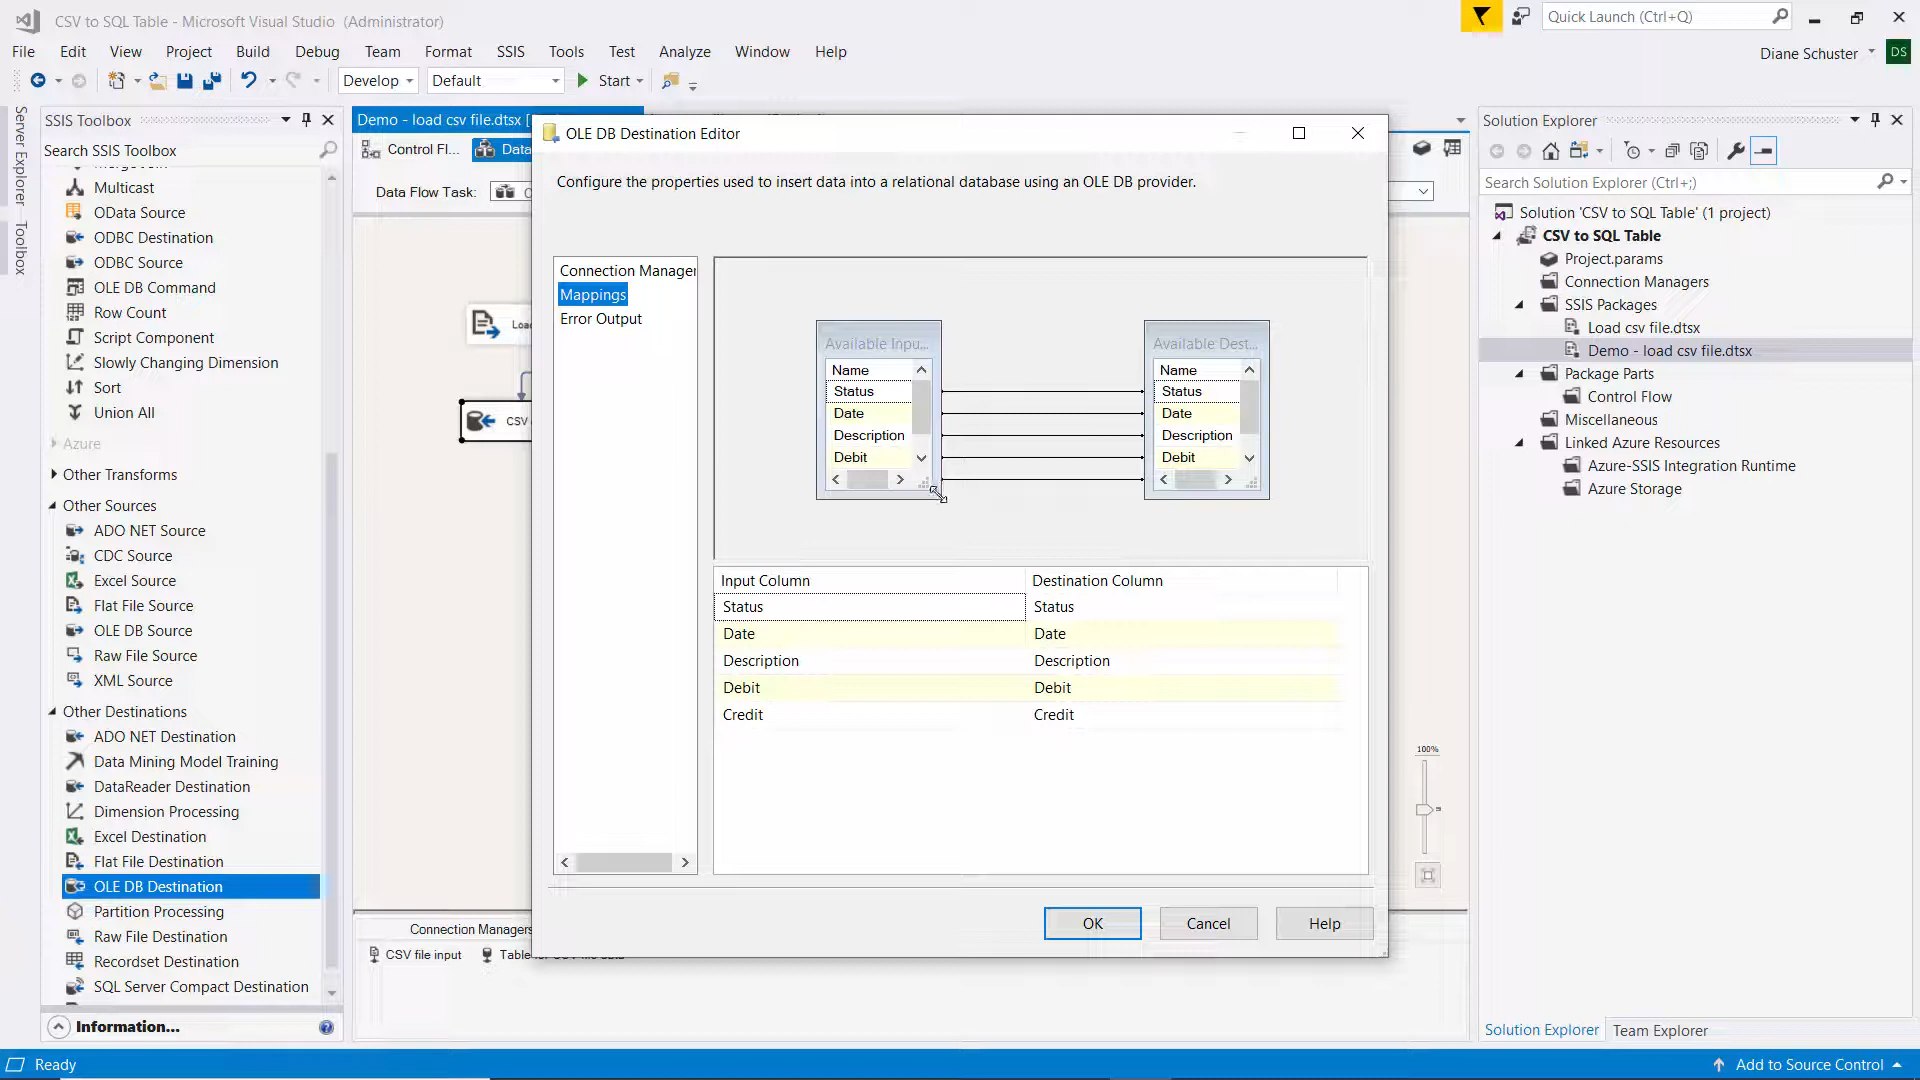 CSV to SQL Table - Microsoft Visual Studio (Administrator)
Quick Launch (Ctrl+Q)
File Edit View Project Build Debug Team Format SSIS Tools Test Analyze Window Help
Diane Schuster DS
Develop Default Start
Server Explorer
Toolbox
SSIS Toolbox
Search SSIS Toolbox
Multicast
OData Source
ODBC Destination
ODBC Source
OLE DB Command
Row Count
Script Component
Slowly Changing Dimension
Sort
Union All
Azure
Other Transforms
Other Sources
ADO NET Source
CDC Source
Excel Source
Flat File Source
OLE DB Source
Raw File Source
XML Source
Other Destinations
ADO NET Destination
Data Mining Model Training
DataReader Destination
Dimension Processing
Excel Destination
Flat File Destination
OLE DB Destination
Partition Processing
Raw File Destination
Recordset Destination
SQL Server Compact Destination
Information...
Demo - load csv file.dtsx [
Control Fl... Data
Data Flow Task: C
Loa
CSV
100%
Connection Managers
CSV file input
OLE DB Destination Editor
Configure the properties used to insert data into a relational database using an OLE DB provider.
Connection Manager
Mappings
Error Output
Available Inpu...
Name
Status
Date
Description
Debit
Available Dest...
Name
Status
Date
Description
Debit
Input Column Destination Column
Status Status
Date Date
Description Description
Debit Debit
Credit Credit
OK Cancel Help
Solution Explorer
Search Solution Explorer (Ctrl+;)
Solution 'CSV to SQL Table' (1 project)
CSV to SQL Table
Project.params
Connection Managers
SSIS Packages
Load csv file.dtsx
Demo - load csv file.dtsx
Package Parts
Control Flow
Miscellaneous
Linked Azure Resources
Azure-SSIS Integration Runtime
Azure Storage
Solution Explorer Team Explorer
Ready
Add to Source Control